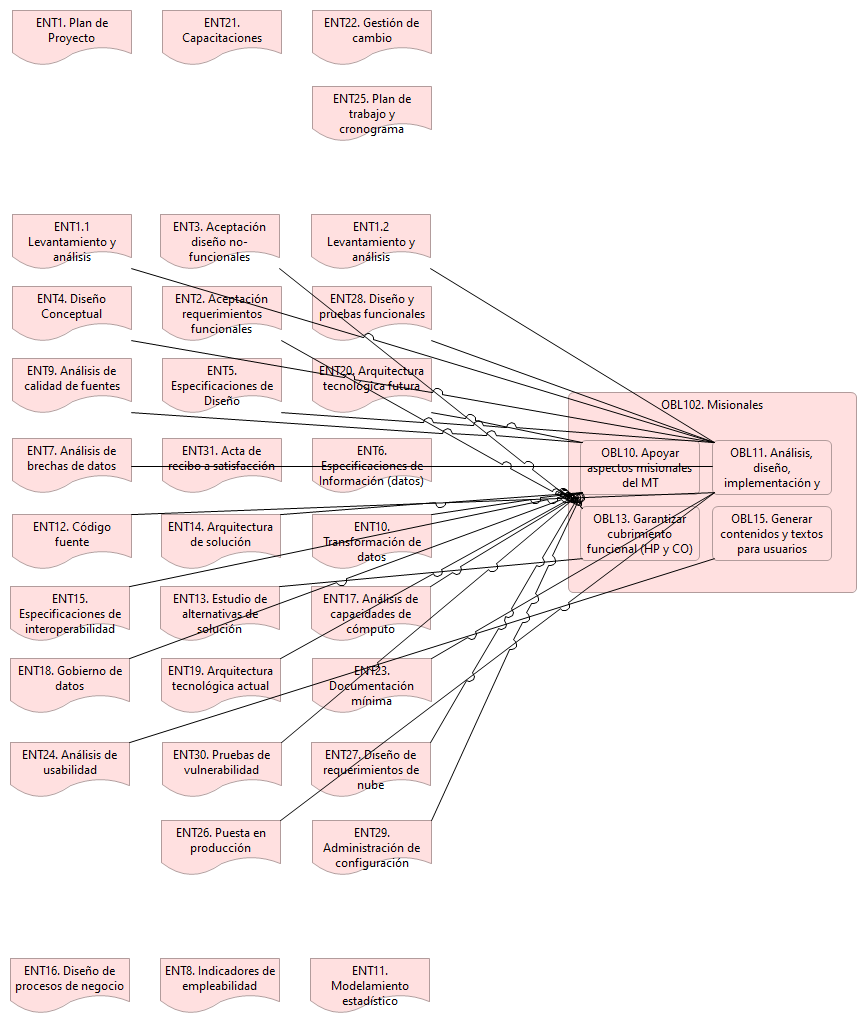 ENT1. Plan de
Proyecto
ENT21.
Capacitaciones
ENT22. Gestión de
cambio
ENT25. Plan de
trabajo y
cronograma
ENT1.1
Levantamiento y
análisis
ENT3. Aceptación
diseño no-
funcionales
ENT1.2
Levantamiento y
análisis
ENT4. Diseño
Conceptual
ENT2. Aceptación
requerimientos
funcionales
ENT28. Diseño y
pruebas funcionales
ENT9. Análisis de
calidad de fuentes
ENT5.
Especificaciones de
Diseño
ENT20. Arquitectura
tecnológica futura
OBL102. Misionales
ENT7. Análisis de
brechas de datos
ENT31. Acta de
recibo a satisfacción
ENT6.
Especificaciones de
Información (datos)
OBL10. Apoyar
aspectos misionales
del MT
OBL11. Análisis,
diseño,
implementación y
ENT12. Código
fuente
ENT14. Arquitectura
de solución
ENT10.
Transformación de
datos
OBL13. Garantizar
cubrimiento
funcional (HP y CO)
OBL15. Generar
contenidos y textos
para usuarios
ENT15.
Especificaciones de
interoperabilidad
ENT13. Estudio de
alternativas de
solución
ENT17. Análisis de
capacidades de
cómputo
ENT18. Gobierno de
datos
ENT19. Arquitectura
tecnológica actual
ENT23.
Documentación
mínima
ENT24. Análisis de
usabilidad
ENT30. Pruebas de
vulnerabilidad
ENT27. Diseño de
requerimientos de
nube
ENT26. Puesta en
producción
ENT29.
Administración de
configuración
ENT16. Diseño de
procesos de negocio
ENT8. Indicadores de
empleabilidad
ENT11.
Modelamiento
estadístico